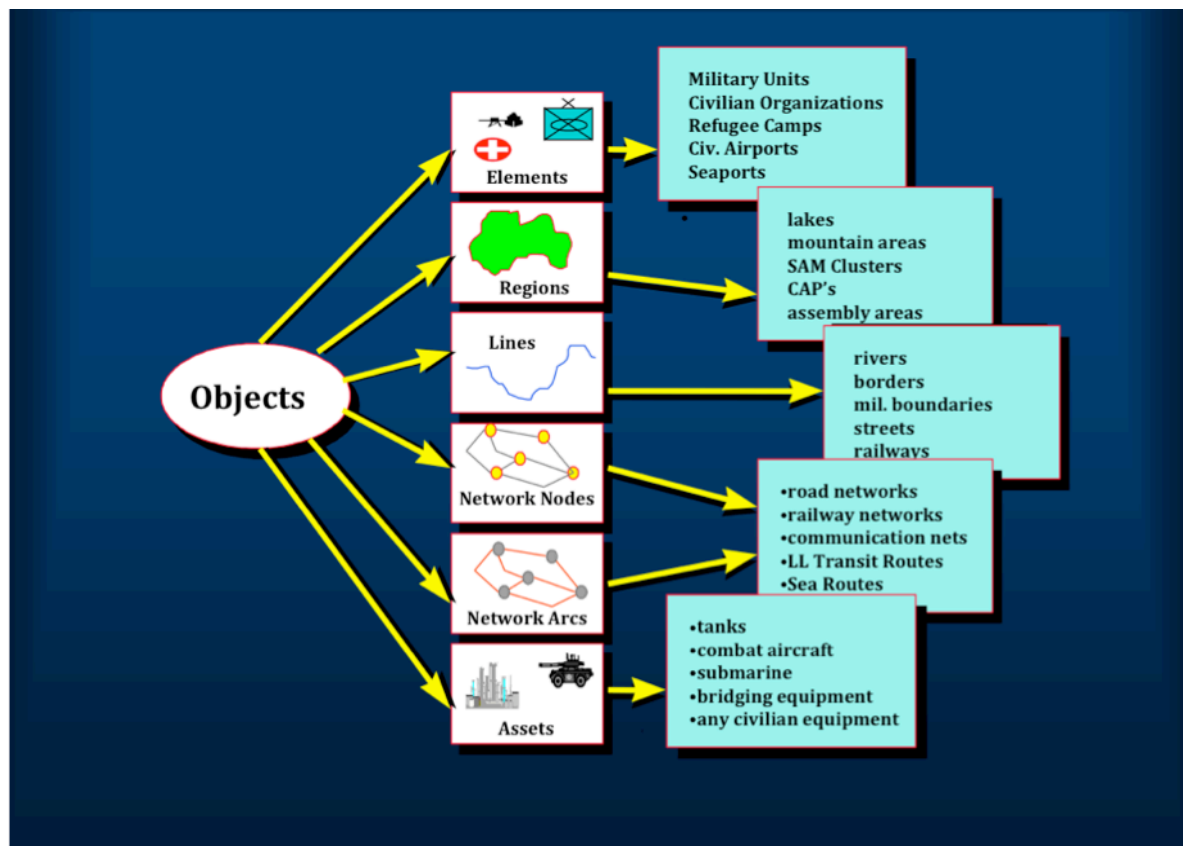 Objects
Elements
Military Units
Civilian Organizations
Refugee Camps
Civ. Airports
Seaports
Regions
lakes
mountain areas
SAM Clusters
CAP's
assembly areas
Lines
rivers
borders
mil. boundaries
streets
railways
Network Nodes
Network Arcs
•road networks
•railway networks
•communication nets
•LL Transit Routes
•Sea Routes
Assets
•tanks
•combat aircraft
•submarine
•bridging equipment
•any civilian equipment